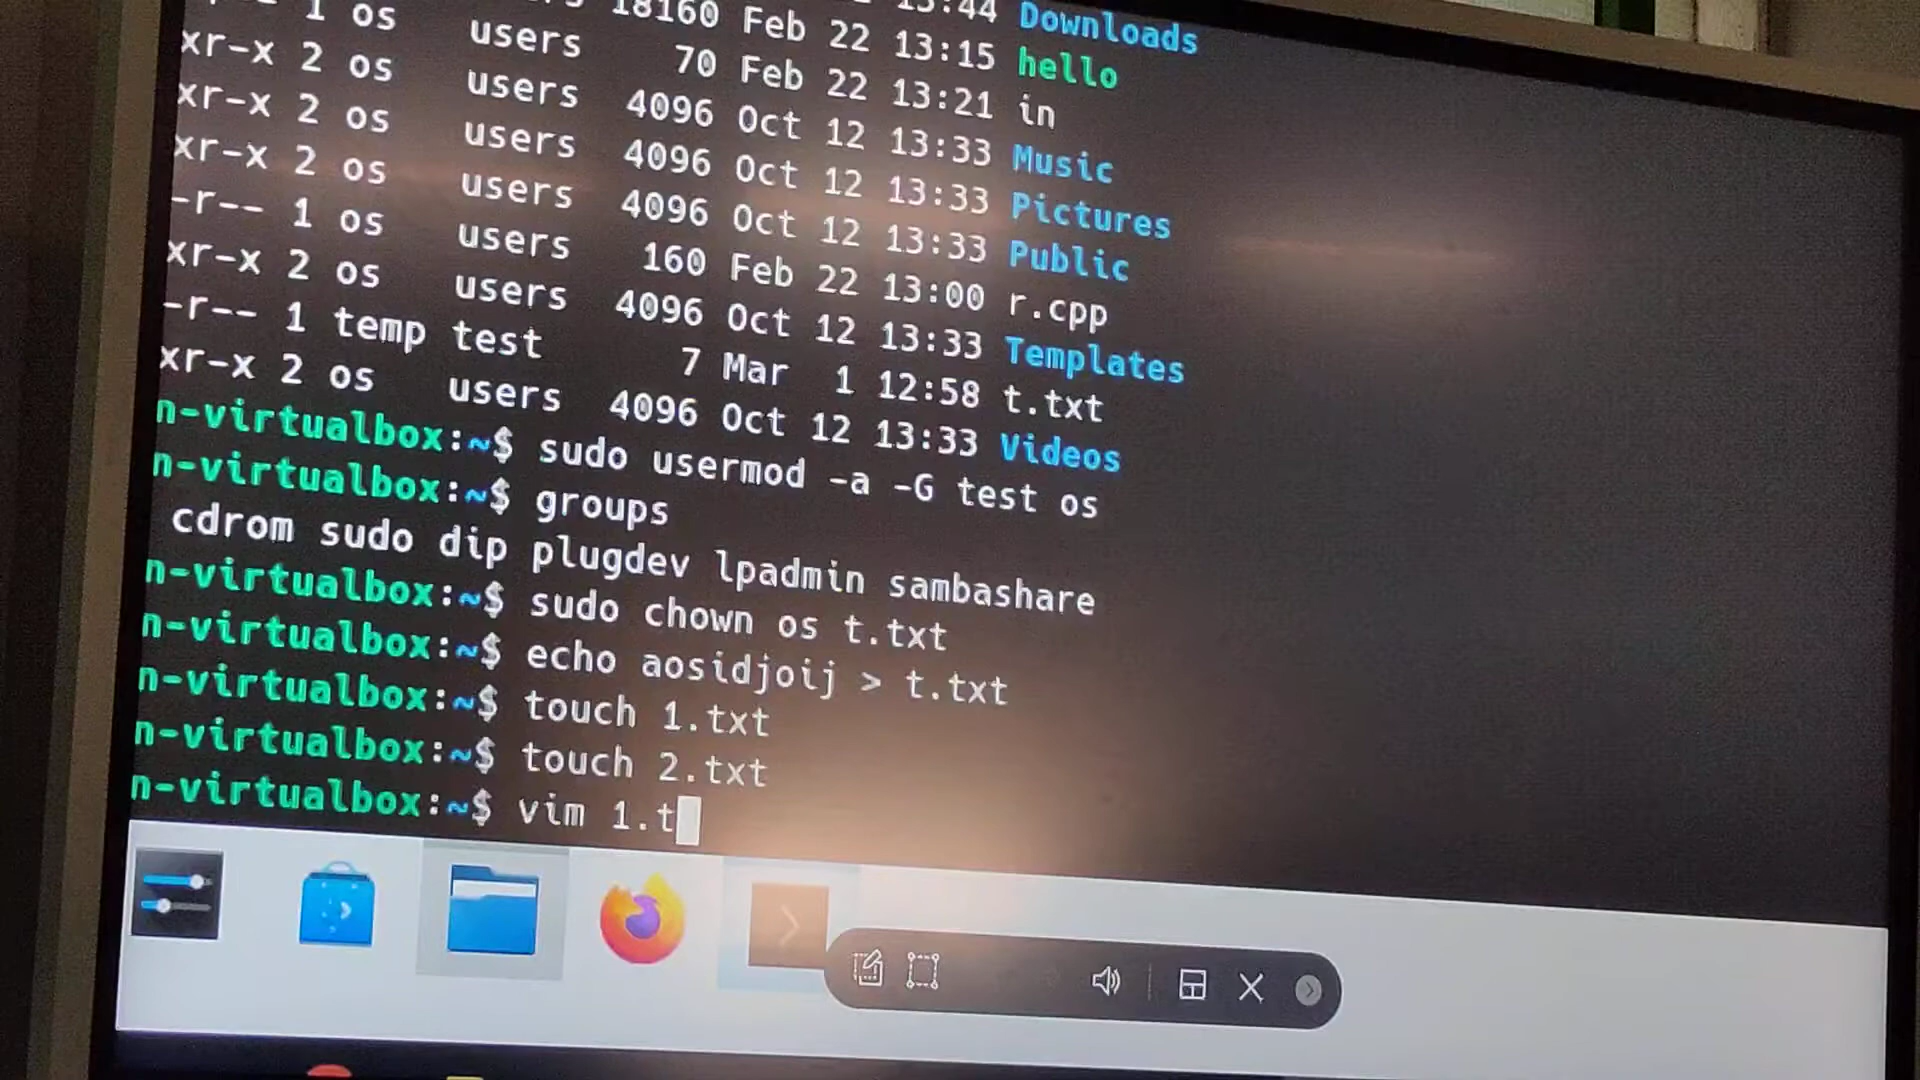 13:44 Downloads
18160 Feb 22 13:15 hello
1 os users 70 Feb 22 13:21 in
xr-x 2 os users 4096 Oct 12 13:33 Music
xr-x 2 os users 4096 Oct 12 13:33 Pictures
xr-x 2 os users 4096 Oct 12 13:33 Public
-r-- 1 os users 160 Feb 22 13:00 r.cpp
xr-x 2 os users 4096 Oct 12 13:33 Templates
-r-- 1 temp test 7 Mar 1 12:58 t.txt
xr-x 2 os users 4096 Oct 12 13:33 Videos
n-virtualbox:~$ sudo usermod -a -G test os
n-virtualbox:~$ groups
cdrom sudo dip plugdev lpadmin sambashare
n-virtualbox:~$ sudo chown os t.txt
n-virtualbox:~$ echo aosidjoij > t.txt
n-virtualbox:~$ touch 1.txt
n-virtualbox:~$ touch 2.txt
n-virtualbox:~$ vim 1.t